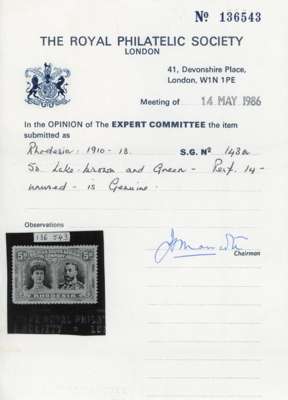 Nº 136543
THE ROYAL PHILATELIC SOCIETY
LONDON
41, Devonshire Place,
London, W1N 1PE
Meeting of 14 MAY 1986
In the OPINION of The EXPERT COMMITTEE the item
submitted as
Rhodesia: 1910-13. S.G. Nº 143a
5d Lake-brown and Green - Perf. 14 -
unused - is Genuine.
Observations
136 543
5d 5d
RHODESIA
Chairman